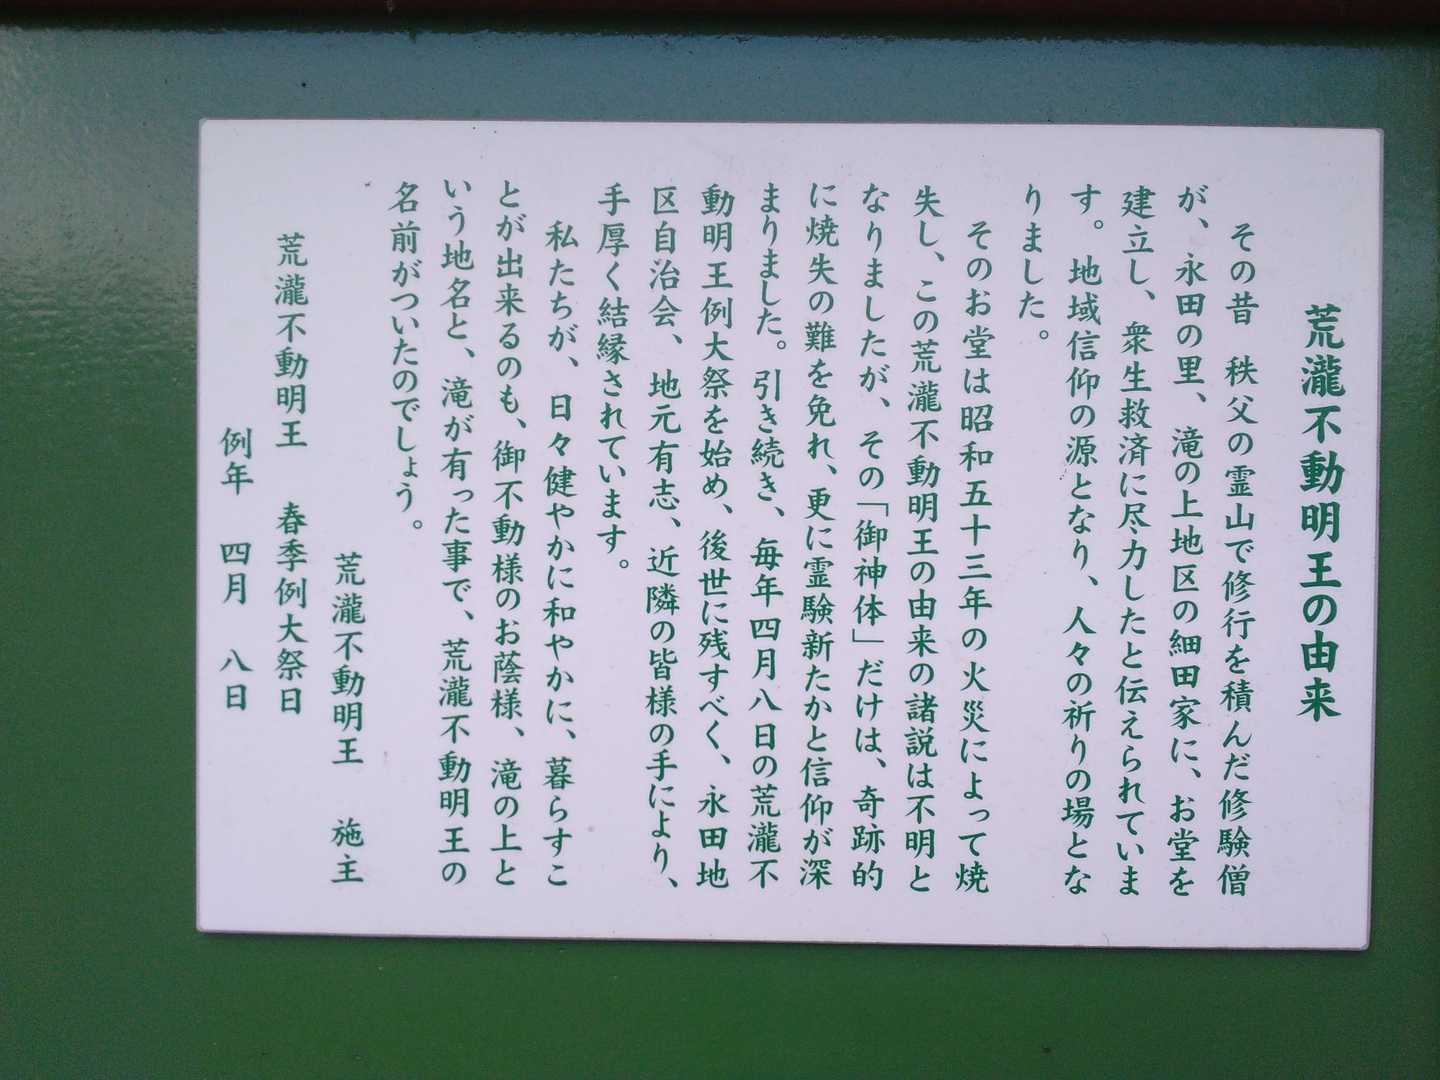 荒瀧不動明王の由来
その昔　秩父の霊山で修行を積んだ修験僧
が、永田の里、滝の上地区の細田家に、お堂を
建立し、衆生救済に尽力したと伝えられていま
す。地域信仰の源となり、人々の祈りの場とな
りました。
そのお堂は昭和五十三年の火災によって焼
失し、この荒瀧不動明王の由来の諸説は不明と
なりましたが、その「御神体」だけは、奇跡的
に焼失の難を免れ、更に霊験新たかと信仰が深
まりました。引き続き、毎年四月八日の荒瀧不
動明王例大祭を始め、後世に残すべく、永田地
区自治会、地元有志、近隣の皆様の手により、
手厚く結縁されています。
私たちが、日々健やかに和やかに、暮らすこ
とが出来るのも、御不動様のお蔭様、滝の上と
いう地名と、滝が有った事で、荒瀧不動明王の
名前がついたのでしょう。
荒瀧不動明王　施主
荒瀧不動明王　春季例大祭日
例年　四月　八日